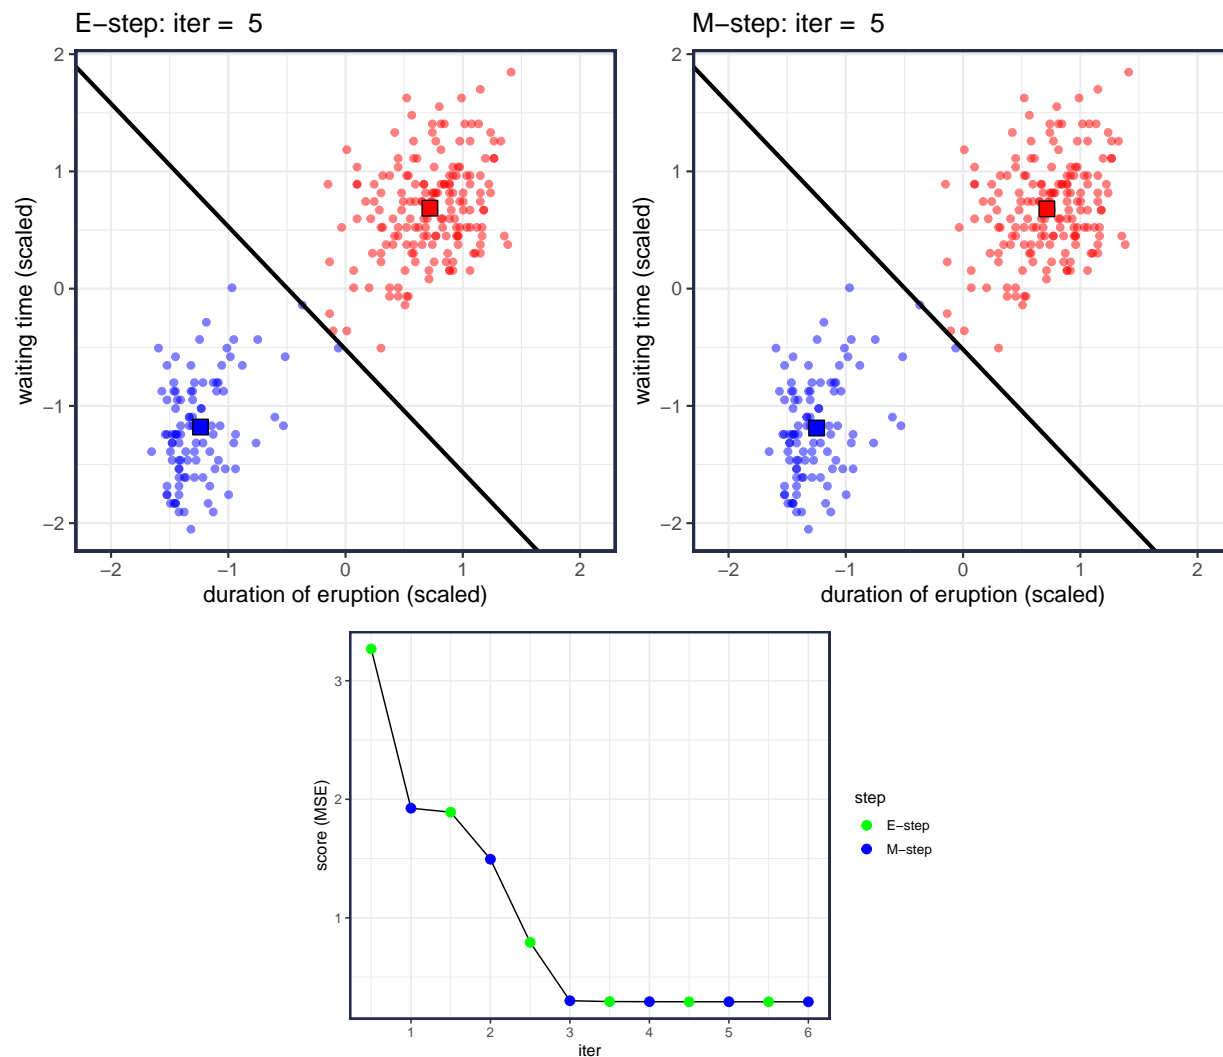 E−step: iter = 5
M−step: iter = 5
waiting time (scaled)
2
1
0
−1
−2
−2 −1 0 1 2
duration of eruption (scaled)
waiting time (scaled)
2
1
0
−1
−2
−2 −1 0 1 2
duration of eruption (scaled)
score (MSE)
3
2
1
1 2 3 4 5 6
iter
step
E−step
M−step